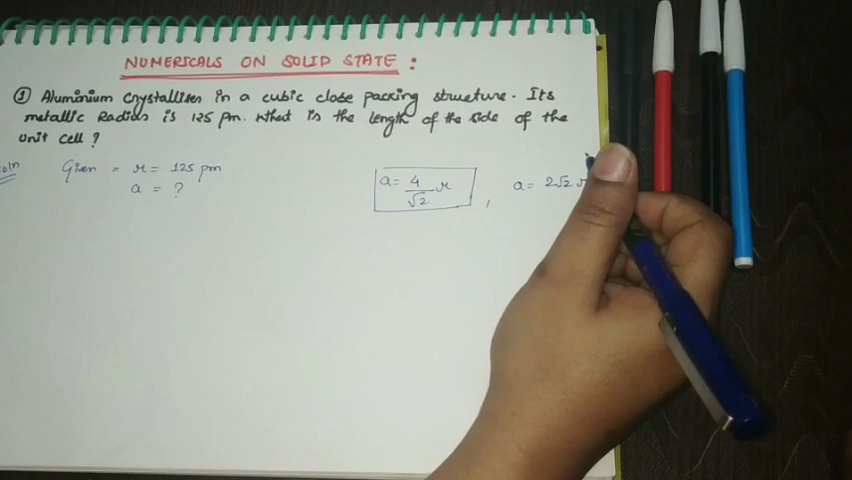 NUMERICALS ON SOLID STATE :
① Aluminium crystallises in a cubic close packing structure. Its
metallic Radius is 125 pm. What is the length of the side of the
unit cell ?
Given = r = 125 pm
a = ?
a = 4/√2 r , a = 2√2 r